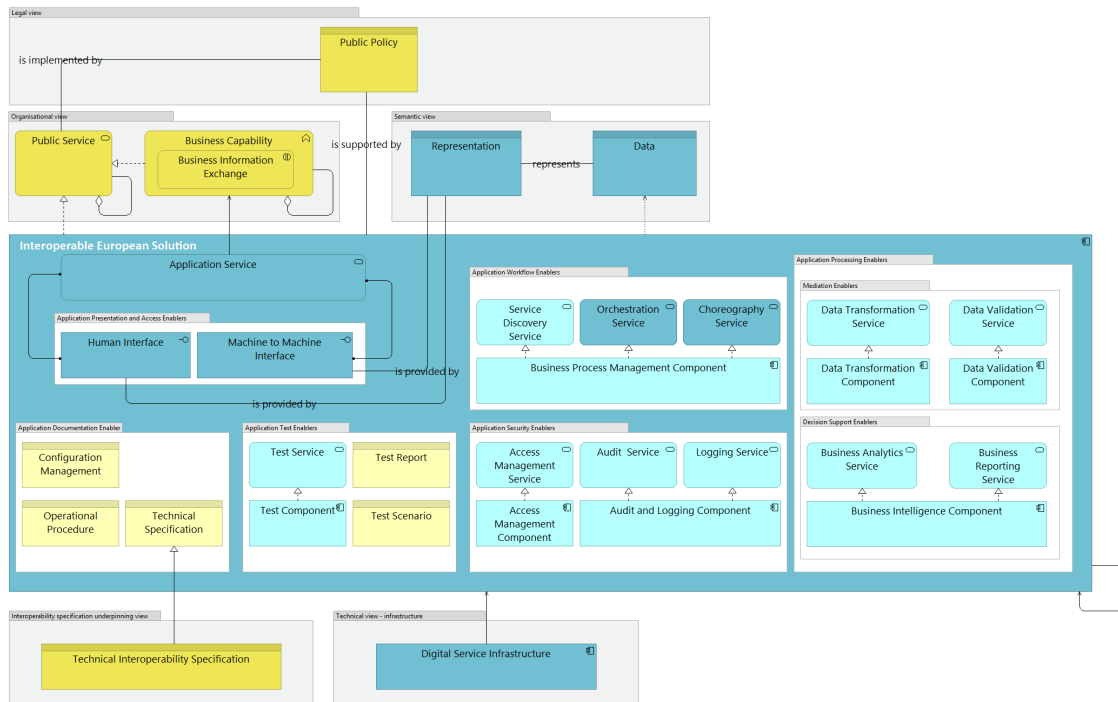 Legal view
Public Policy
is implemented by
Organisational view
Public Service
Business Capability
Business Information
Exchange
is supported by
Semantic view
Representation
represents
Data
Interoperable European Solution
Application Service
Application Presentation and Access Enablers
Human Interface
Machine to Machine
Interface
is provided by
is provided by
Application Workflow Enablers
Service
Discovery
Service
Orchestration
Service
Choreography
Service
Business Process Management Component
Application Processing Enablers
Mediation Enablers
Data Transformation
Service
Data Validation
Service
Data Transformation
Component
Data Validation
Component
Decision Support Enablers
Business Analytics
Service
Business
Reporting
Service
Business Intelligence Component
Application Documentation Enabler
Configuration
Management
Operational
Procedure
Technical
Specification
Application Test Enablers
Test Service
Test Report
Test Component
Test Scenario
Application Security Enablers
Access
Management
Service
Audit Service
Logging Service
Access
Management
Component
Audit and Logging Component
Interoperability specification underpinning view
Technical Interoperability Specification
Technical view - infrastructure
Digital Service Infrastructure